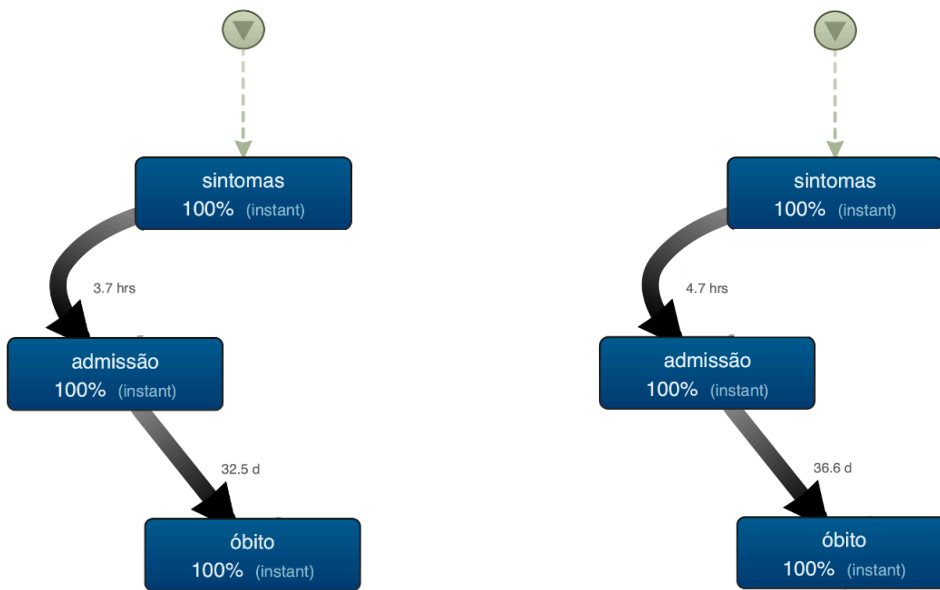 sintomas
100% (instant)
3.7 hrs
admissão
100% (instant)
32.5 d
óbito
100% (instant)
sintomas
100% (instant)
4.7 hrs
admissão
100% (instant)
36.6 d
óbito
100% (instant)